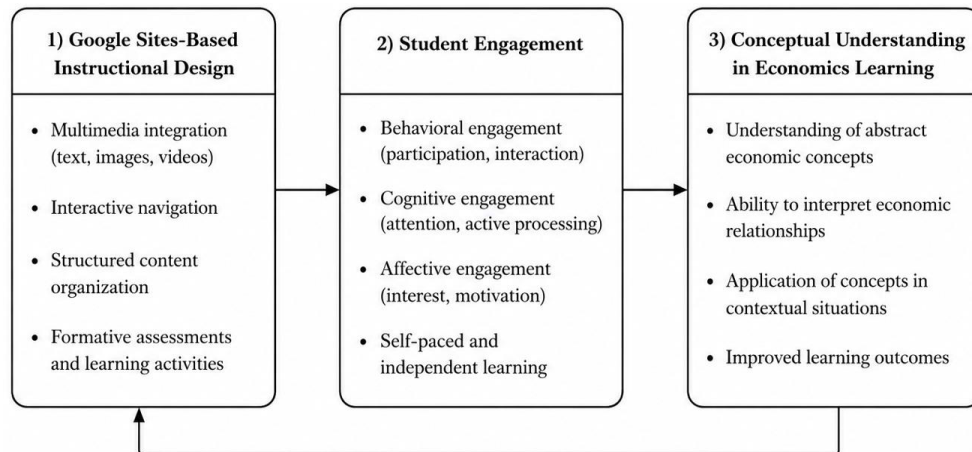 1) Google Sites-Based
Instructional Design
• Multimedia integration
(text, images, videos)
• Interactive navigation
• Structured content
organization
• Formative assessments
and learning activities
2) Student Engagement
• Behavioral engagement
(participation, interaction)
• Cognitive engagement
(attention, active processing)
• Affective engagement
(interest, motivation)
• Self-paced and
independent learning
3) Conceptual Understanding
in Economics Learning
• Understanding of abstract
economic concepts
• Ability to interpret economic
relationships
• Application of concepts in
contextual situations
• Improved learning outcomes